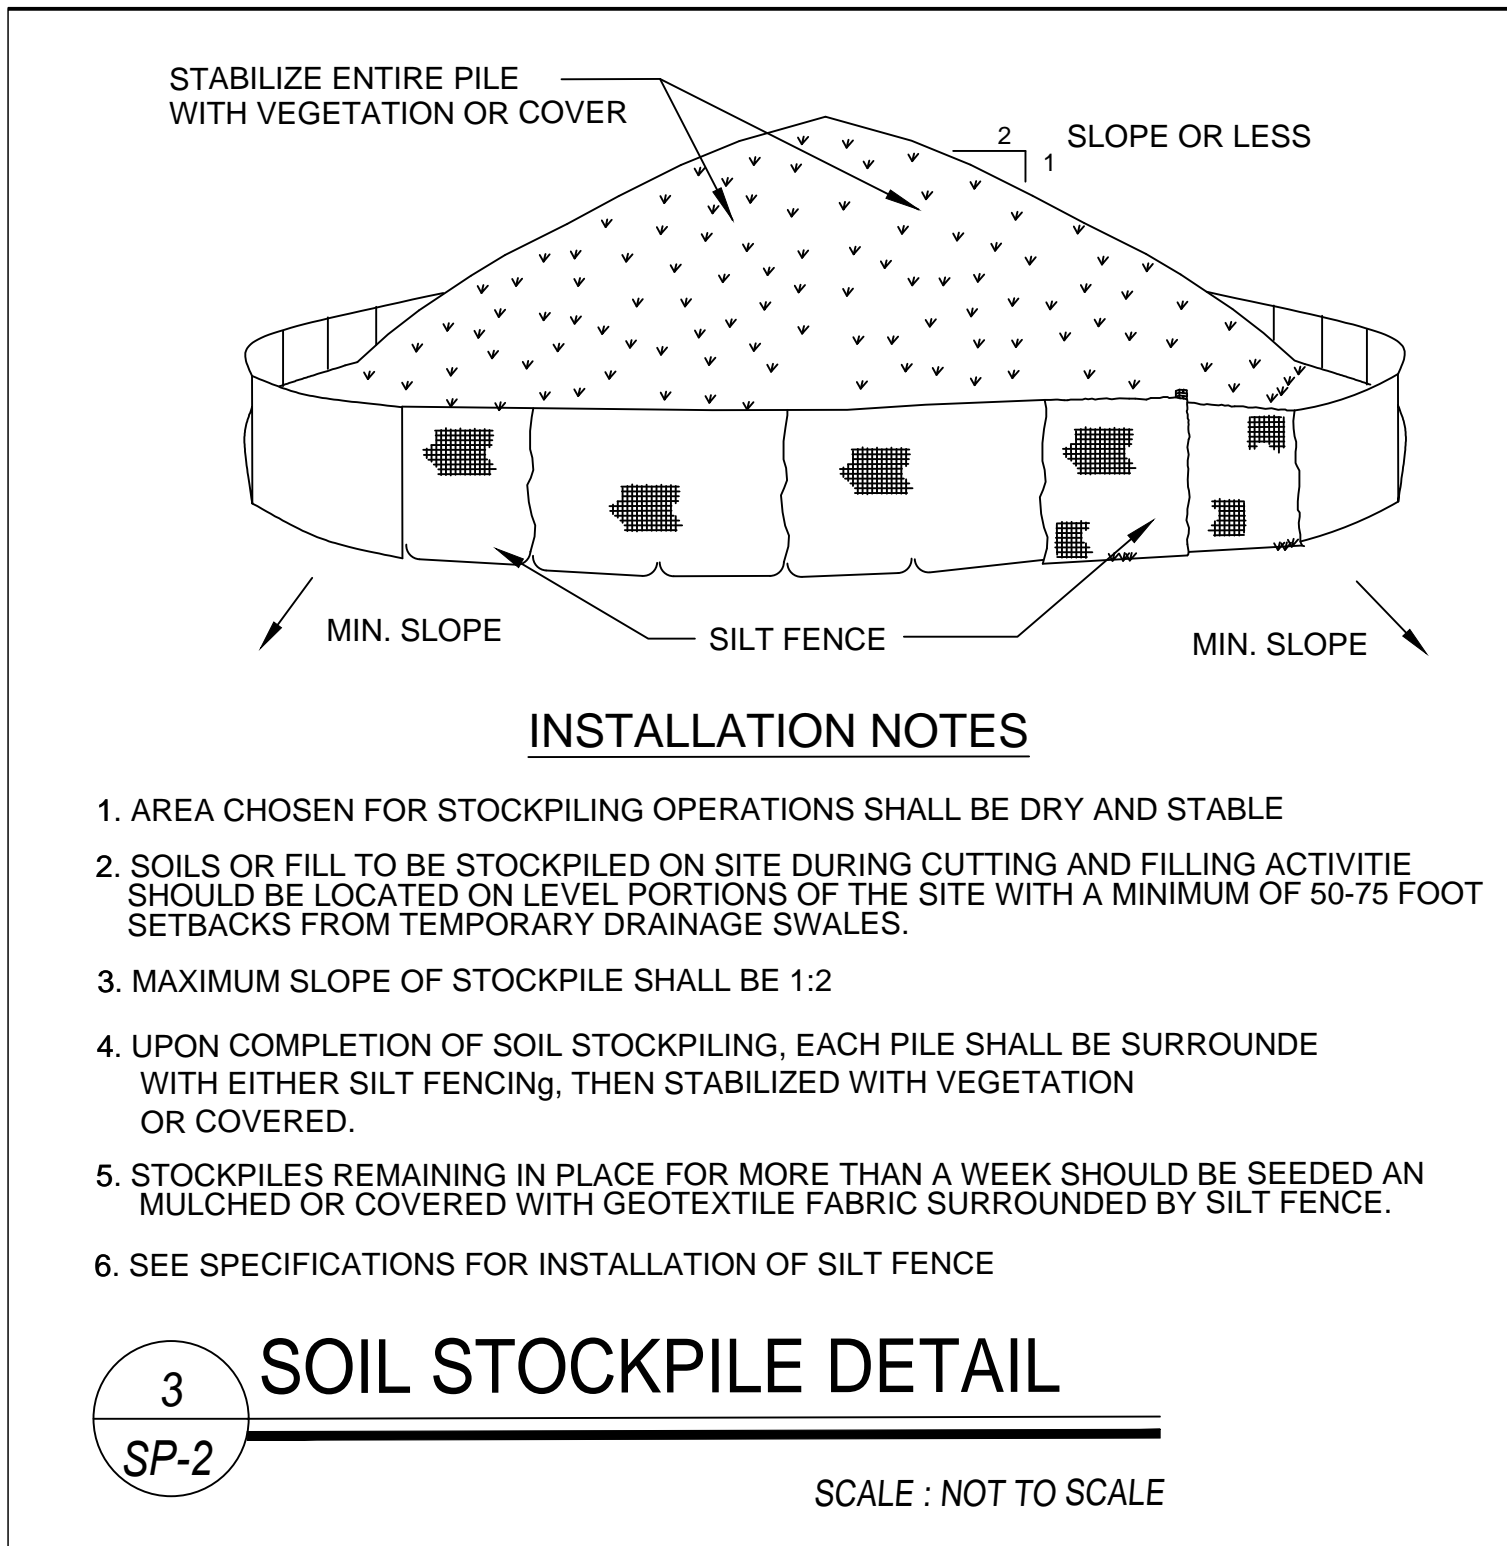 STABILIZE ENTIRE PILE
WITH VEGETATION OR COVER
2
1
SLOPE OR LESS
MIN. SLOPE
SILT FENCE
MIN. SLOPE
INSTALLATION NOTES
1. AREA CHOSEN FOR STOCKPILING OPERATIONS SHALL BE DRY AND STABLE
2. SOILS OR FILL TO BE STOCKPILED ON SITE DURING CUTTING AND FILLING ACTIVITIE
SHOULD BE LOCATED ON LEVEL PORTIONS OF THE SITE WITH A MINIMUM OF 50-75 FOOT
SETBACKS FROM TEMPORARY DRAINAGE SWALES.
3. MAXIMUM SLOPE OF STOCKPILE SHALL BE 1:2
4. UPON COMPLETION OF SOIL STOCKPILING, EACH PILE SHALL BE SURROUNDE
WITH EITHER SILT FENCINg, THEN STABILIZED WITH VEGETATION
OR COVERED.
5. STOCKPILES REMAINING IN PLACE FOR MORE THAN A WEEK SHOULD BE SEEDED AN
MULCHED OR COVERED WITH GEOTEXTILE FABRIC SURROUNDED BY SILT FENCE.
6. SEE SPECIFICATIONS FOR INSTALLATION OF SILT FENCE
3
SP-2
SOIL STOCKPILE DETAIL
SCALE : NOT TO SCALE